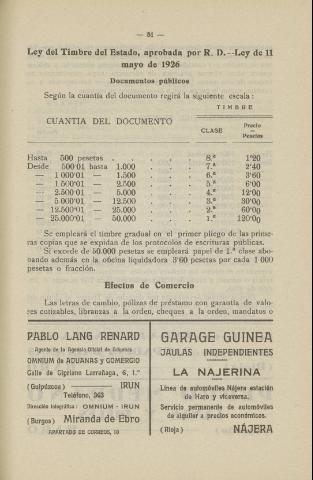 — 51 —
Ley del Timbre del Estado, aprobada por R. D.--Ley de 11
mayo de 1926
Documentos públicos
Según la cuantía del documento regirá la siguiente escala :
TIMBRE
CUANTIA DEL DOCUMENTO
CLASE
Precio
—
Pesetas
Hasta 500 pesetas . . . . 8.ª 1'20
Desde 500'01 hasta 1.000 . . . 7.ª 2'40
— 1 000'01 — 1.500 . . . 6.ª 3'60
— 1 500'01 — 2.500 . . . 5.ª 6'00
— 2.500'01 — 5.000 . . . 4.ª 12'00
— 5.000'01 — 12.500 . . . 3.ª 30'00
— 12.500'01 — 25.000 . . . 2.ª 60'00
— 25.000'01 — 50.000 . . . 1.ª 120'00
Se empleará el timbre gradual en el primer pliego de las prime-
ras copias que se expidan de los protocolos de escrituras públicas.
Si excede de 50.000 pesetas se empleará papel de 1.ª clase abo-
nando además en la oficina liquidadora 3'60 pesetas por cada 1 000
pesetas o fracción.
Efectos de Comercio
Las letras de cambio, pólizas de préstamo con garantía de valo-
res cotizables, libranzas a la orden, cheques a la orden, mandatos o
PABLO LANG RENARD
Agente de la Agencia Oficial de Aduanas
OMNIUM de ADUANAS y COMERCIO
Calle de Cipriano Larrañaga, 6, 1.º
(Guipúzcoa) IRUN
Teléfono, 363
Dirección telegráfica : OMNIUM - IRUN
(Burgos) Miranda de Ebro
APARTADO DE CORREOS, 10
GARAGE GUINEA
JAULAS INDEPENDIENTES
LA NAJERINA
Línea de automóviles Nájera estación
de Haro y viceversa.
Servicio permanente de automóviles
de alquiler a precios económicos.
(Rioja) NÁJERA